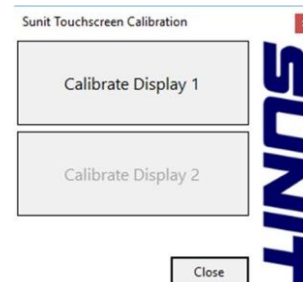 Sunit Touchscreen Calibration
Calibrate Display 1
Calibrate Display 2
Close
SUNIT